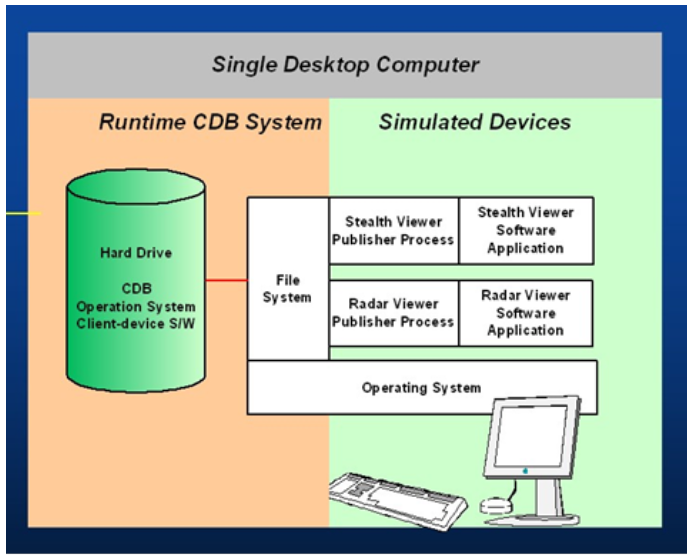 Single Desktop Computer
Runtime CDB System
Simulated Devices
Hard Drive
CDB
Operation System
Client-device S/W
File
System
Stealth Viewer
Publisher Process
Stealth Viewer
Software
Application
Radar Viewer
Publisher Process
Radar Viewer
Software
Application
Operating System